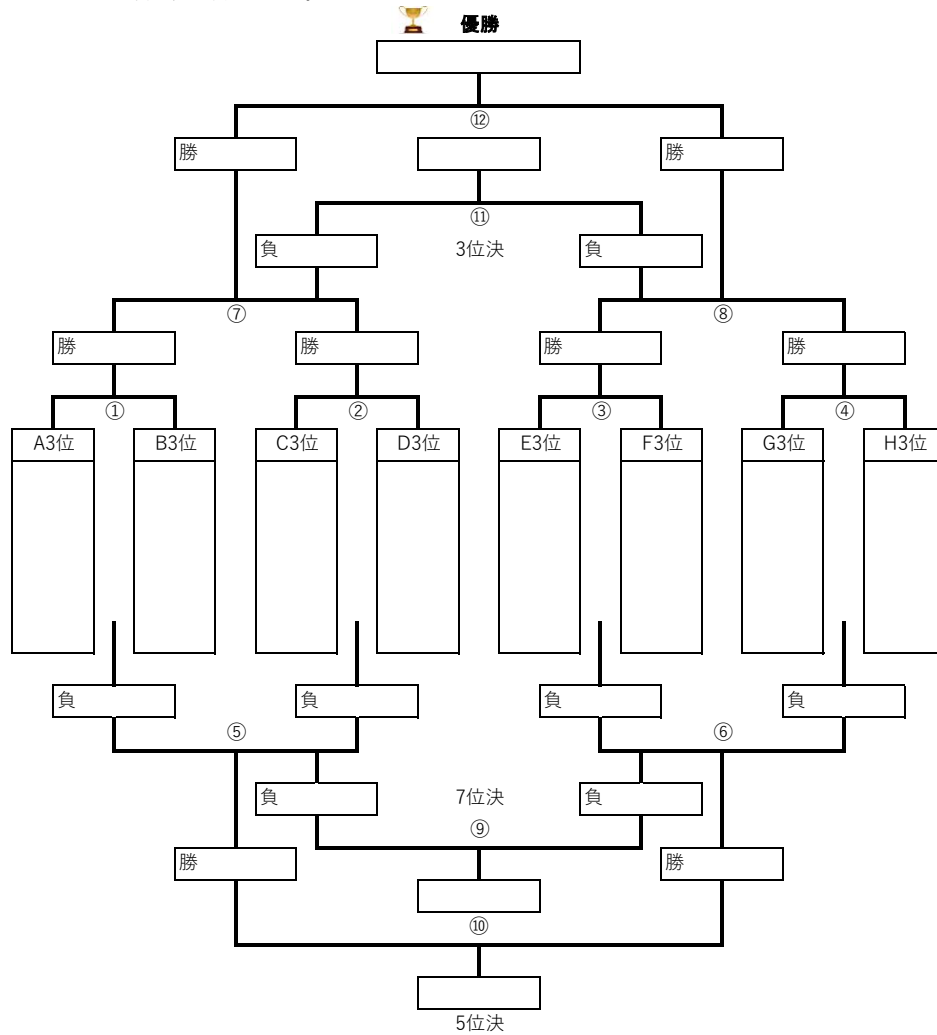 優勝
⑫
勝 勝
⑪
負 3位決 負
⑦ ⑧
勝 勝 勝 勝
① ② ③ ④
A3位 B3位 C3位 D3位 E3位 F3位 G3位 H3位
負 負 負 負
⑤ ⑥
負 7位決 負
⑨
勝 勝
⑩
5位決